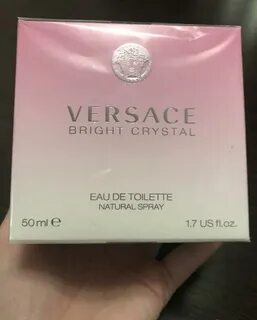 VERSACE
BRIGHT CRYSTAL
EAU DE TOILETTE
NATURAL SPRAY
50 ml ℮ 1.7 US fl.oz.